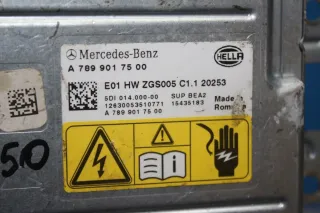 Mercedes-Benz
HELLA
A 789 901 75 00
E01 HW ZGS005 C1.1 20253
5DI 014.000-00 SUP BEA2
12630053510771 15435183
A 789 901 75 00
Made in
Romania
50